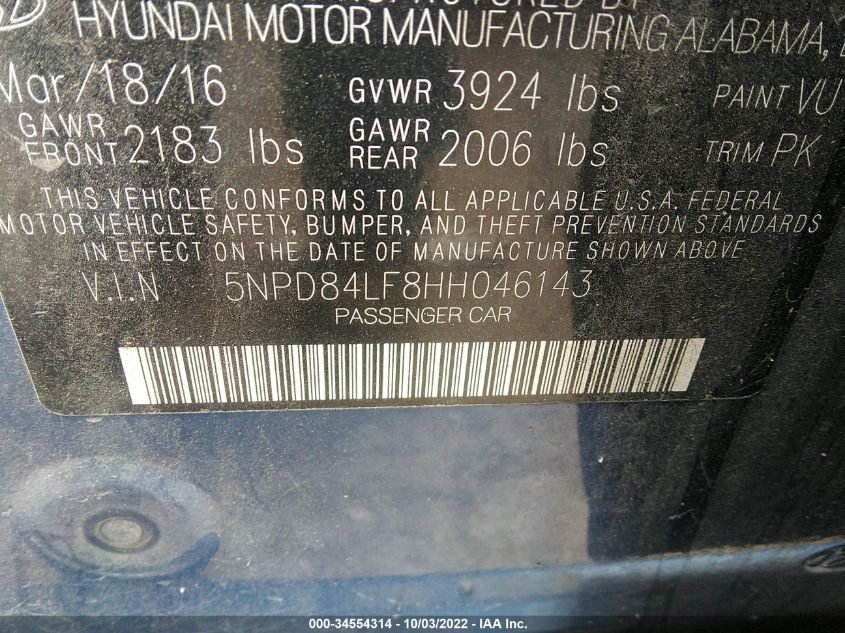 HYUNDAI MOTOR MANUFACTURING ALABAMA,
Mar/18/16 GVWR 3924 lbs PAINT VU
GAWR FRONT 2183 lbs GAWR REAR 2006 lbs TRIM PK
THIS VEHICLE CONFORMS TO ALL APPLICABLE U.S.A. FEDERAL
MOTOR VEHICLE SAFETY, BUMPER, AND THEFT PREVENTION STANDARDS
IN EFFECT ON THE DATE OF MANUFACTURE SHOWN ABOVE
V.I.N 5NPD84LF8HH046143
PASSENGER CAR
000-34554314 - 10/03/2022 - IAA Inc.